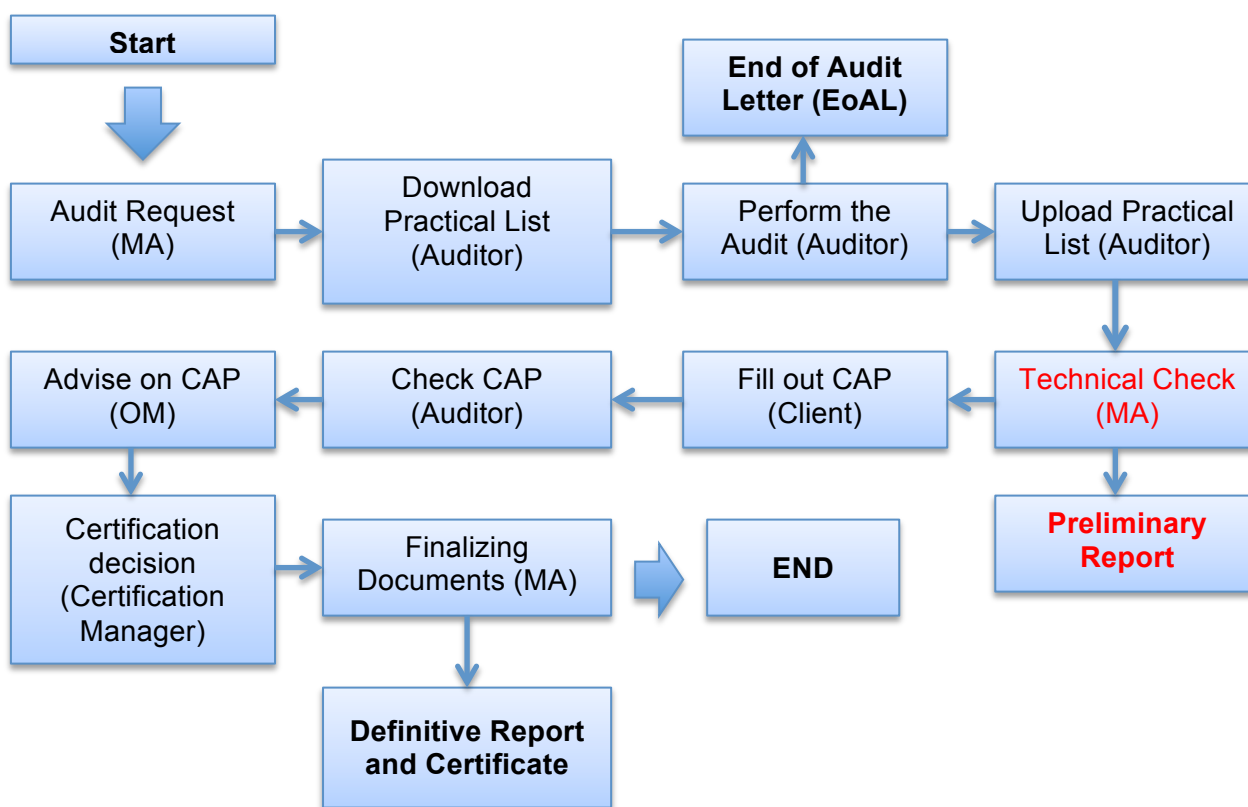 Start
End of Audit
Letter (EoAL)
Audit Request
(MA)
Download
Practical List
(Auditor)
Perform the
Audit (Auditor)
Upload Practical
List (Auditor)
Advise on CAP
(OM)
Check CAP
(Auditor)
Fill out CAP
(Client)
Technical Check
(MA)
Certification
decision
(Certification
Manager)
Finalizing
Documents (MA)
END
Preliminary
Report
Definitive Report
and Certificate